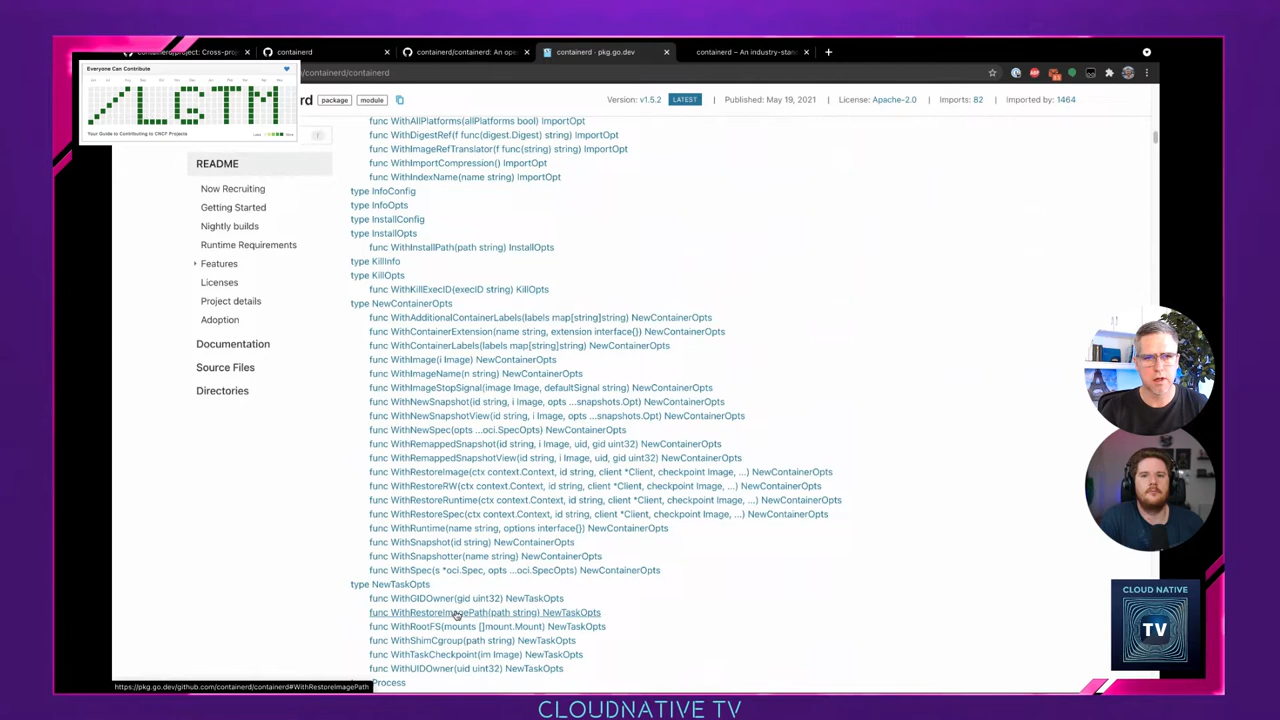 containerd/project: Cross-proj
containerd
containerd/containerd: An ope
containerd · pkg.go.dev
containerd – An industry-stand
Everyone Can Contribute
/LGTM
Your Guide to Contributing to CNCF Projects
/containerd/containerd
rd
package
module
Version: v1.5.2
LATEST
Published: May 19, 2021
License: Apache-2.0
Imports: 82
Imported by: 1464
README
Now Recruiting
Getting Started
Nightly builds
Runtime Requirements
Features
Licenses
Project details
Adoption
Documentation
Source Files
Directories
func WithAllPlatforms(allPlatforms bool) ImportOpt
func WithDigestRef(f func(digest.Digest) string) ImportOpt
func WithImageRefTranslator(f func(string) string) ImportOpt
func WithImportCompression() ImportOpt
func WithIndexName(name string) ImportOpt
type InfoConfig
type InfoOpts
type InstallConfig
type InstallOpts
func WithInstallPath(path string) InstallOpts
type KillInfo
type KillOpts
func WithKillExecID(execID string) KillOpts
type NewContainerOpts
func WithAdditionalContainerLabels(labels map[string]string) NewContainerOpts
func WithContainerExtension(name string, extension interface{}) NewContainerOpts
func WithContainerLabels(labels map[string]string) NewContainerOpts
func WithImage(i Image) NewContainerOpts
func WithImageName(n string) NewContainerOpts
func WithImageStopSignal(image Image, defaultSignal string) NewContainerOpts
func WithNewSnapshot(id string, i Image, opts ...snapshots.Opt) NewContainerOpts
func WithNewSnapshotView(id string, i Image, opts ...snapshots.Opt) NewContainerOpts
func WithNewSpec(opts ...oci.SpecOpts) NewContainerOpts
func WithRemappedSnapshot(id string, i Image, uid, gid uint32) NewContainerOpts
func WithRemappedSnapshotView(id string, i Image, uid, gid uint32) NewContainerOpts
func WithRestoreImage(ctx context.Context, id string, client *Client, checkpoint Image, ...) NewContainerOpts
func WithRestoreRW(ctx context.Context, id string, client *Client, checkpoint Image, ...) NewContainerOpts
func WithRestoreRuntime(ctx context.Context, id string, client *Client, checkpoint Image, ...) NewContainerOpts
func WithRestoreSpec(ctx context.Context, id string, client *Client, checkpoint Image, ...) NewContainerOpts
func WithRuntime(name string, options interface{}) NewContainerOpts
func WithSnapshot(id string) NewContainerOpts
func WithSnapshotter(name string) NewContainerOpts
func WithSpec(s *oci.Spec, opts ...oci.SpecOpts) NewContainerOpts
type NewTaskOpts
func WithGIDOwner(gid uint32) NewTaskOpts
func WithRestoreImagePath(path string) NewTaskOpts
func WithRootFS(mounts []mount.Mount) NewTaskOpts
func WithShimCgroup(path string) NewTaskOpts
func WithTaskCheckpoint(im Image) NewTaskOpts
func WithUIDOwner(uid uint32) NewTaskOpts
Process
https://pkg.go.dev/github.com/containerd/containerd#WithRestoreImagePath
CLOUD NATIVE
TV
CLOUDNATIVE TV